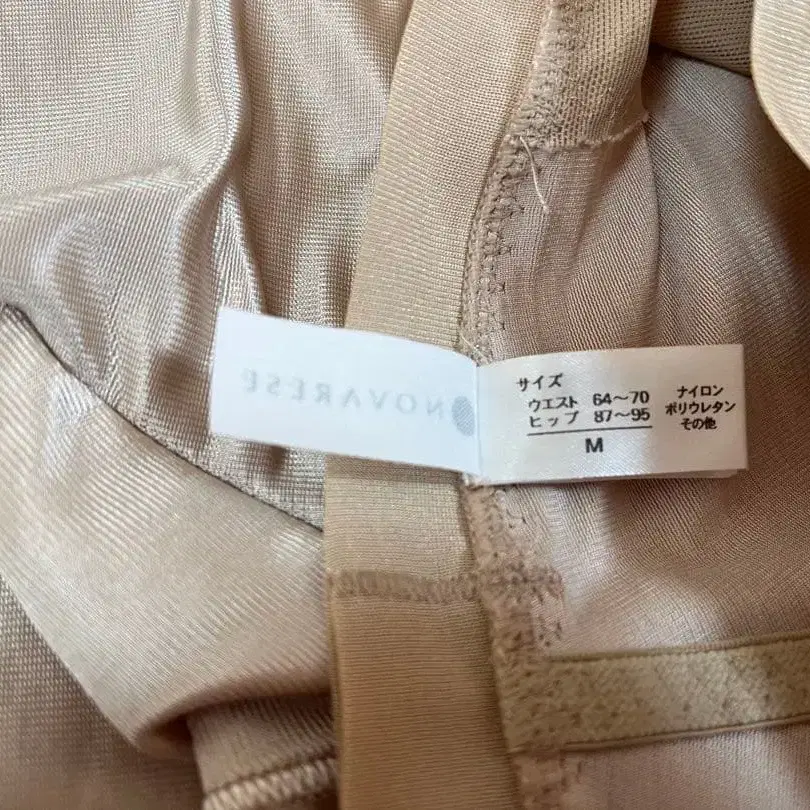 NOVARESE
サイズ
ウエスト 64〜70
ヒップ 87〜95
M
ナイロン
ポリウレタン
その他